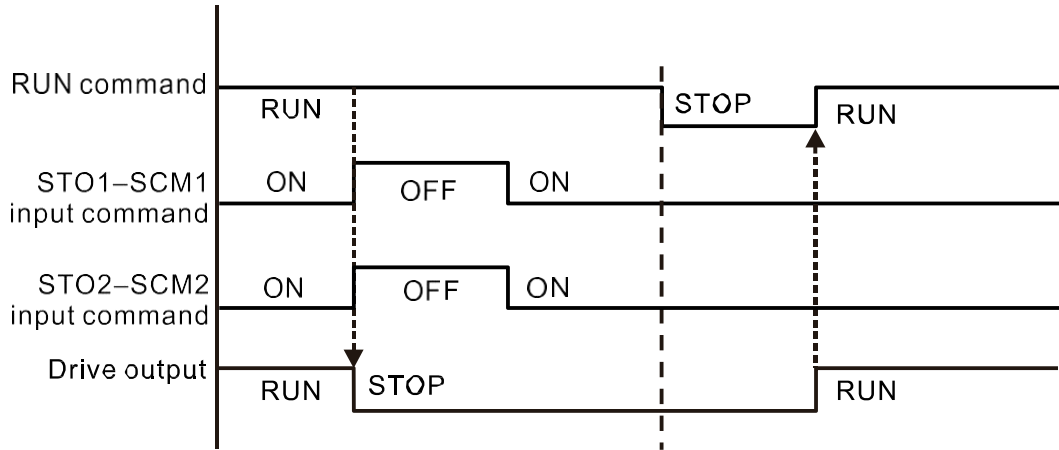 RUN command
RUN
STOP
RUN
STO1–SCM1
input command
ON
OFF
ON
STO2–SCM2
input command
ON
OFF
ON
Drive output
RUN
STOP
RUN